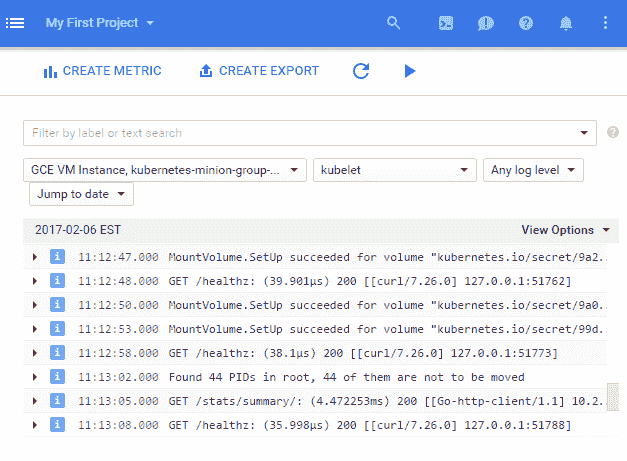 My First Project
CREATE METRIC CREATE EXPORT
Filter by label or text search
GCE VM Instance, kubernetes-minion-group-... kubelet Any log level
Jump to date
2017-02-06 EST View Options
11:12:47.000 MountVolume.SetUp succeeded for volume "kubernetes.io/secret/9a2..
11:12:48.000 GET /healthz: (39.901µs) 200 [[curl/7.26.0] 127.0.0.1:51762]
11:12:50.000 MountVolume.SetUp succeeded for volume "kubernetes.io/secret/9a0..
11:12:53.000 MountVolume.SetUp succeeded for volume "kubernetes.io/secret/99d..
11:12:58.000 GET /healthz: (38.1µs) 200 [[curl/7.26.0] 127.0.0.1:51773]
11:13:02.000 Found 44 PIDs in root, 44 of them are not to be moved
11:13:05.000 GET /stats/summary/: (4.472253ms) 200 [[Go-http-client/1.1] 10.2..
11:13:08.000 GET /healthz: (35.998µs) 200 [[curl/7.26.0] 127.0.0.1:51788]